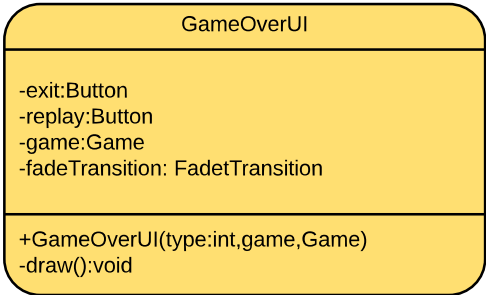 GameOverUI
-exit:Button
-replay:Button
-game:Game
-fadeTransition: FadetTransition
+GameOverUI(type:int,game,Game)
-draw():void